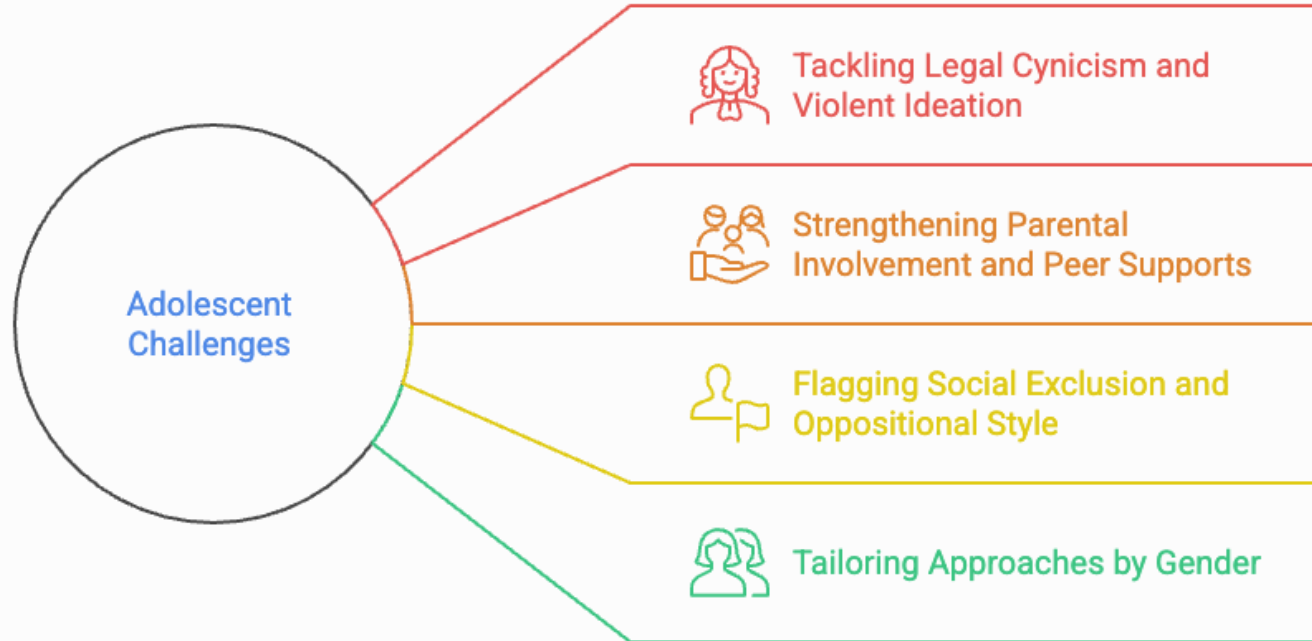 Adolescent
Challenges
Tackling Legal Cynicism and
Violent Ideation
Strengthening Parental
Involvement and Peer Supports
Flagging Social Exclusion and
Oppositional Style
Tailoring Approaches by Gender